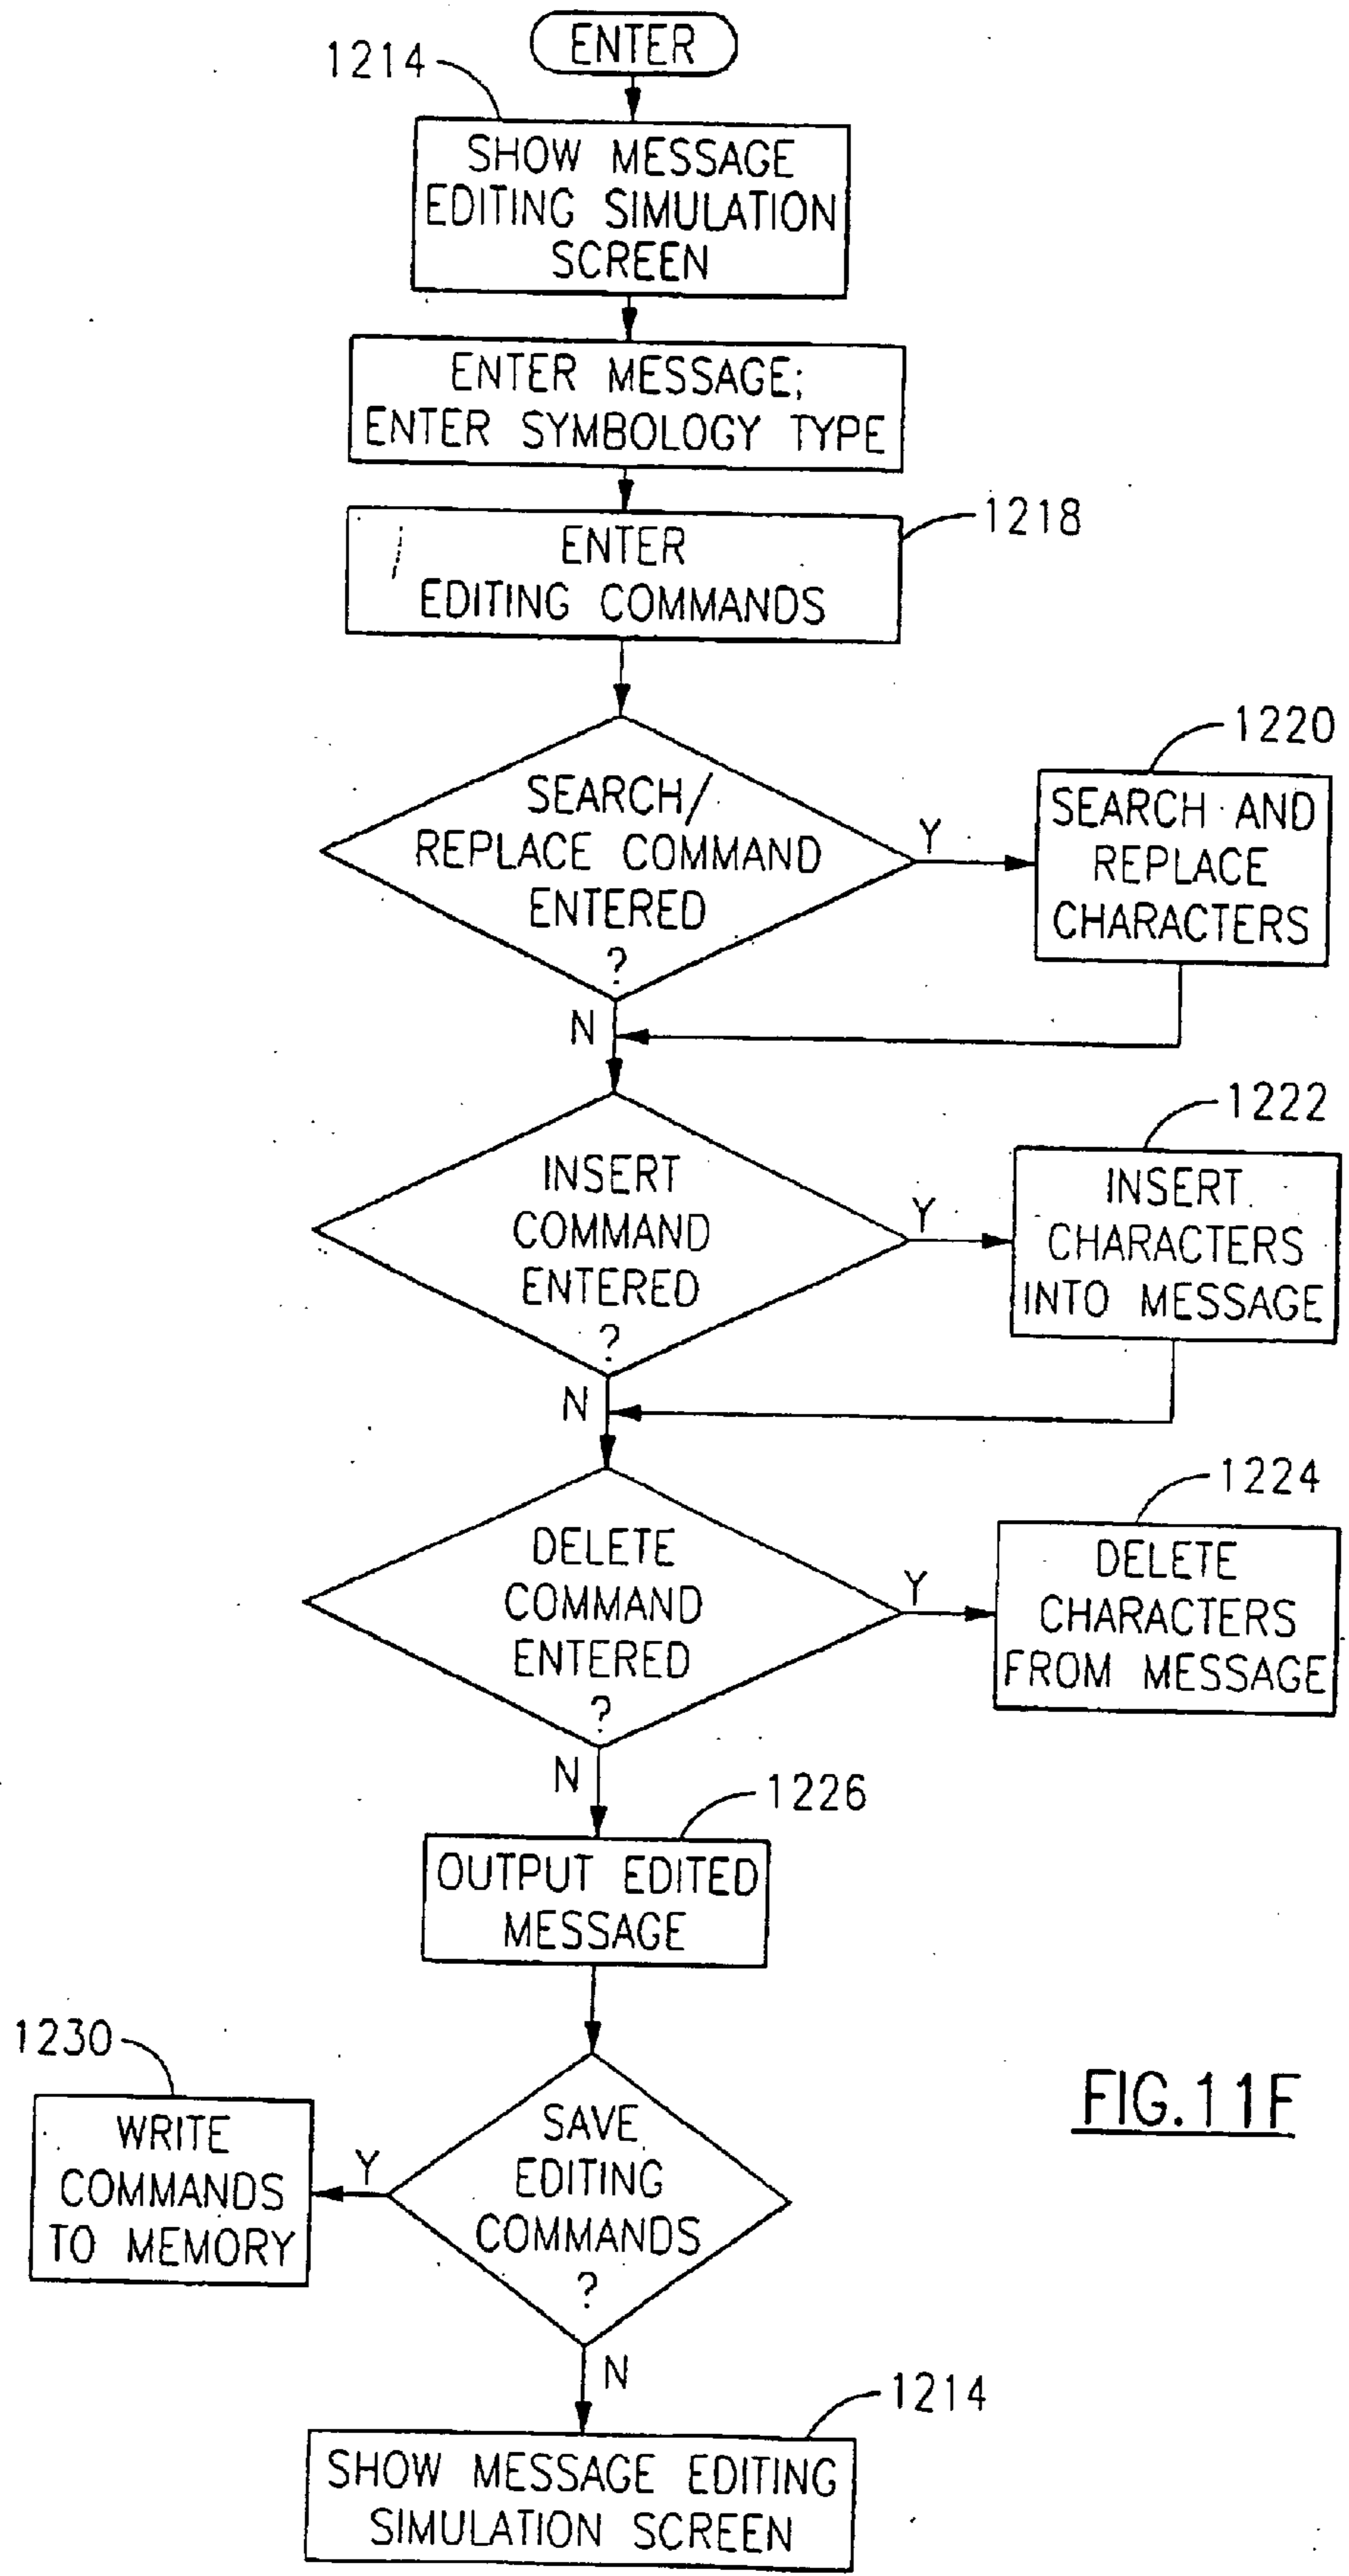 ENTER
1214
SHOW MESSAGE
EDITING SIMULATION
SCREEN
ENTER MESSAGE;
ENTER SYMBOLOGY TYPE
1218
ENTER
EDITING COMMANDS
SEARCH/
REPLACE COMMAND
ENTERED
?
Y
1220
SEARCH AND
REPLACE
CHARACTERS
N
INSERT
COMMAND
ENTERED
?
Y
1222
INSERT
CHARACTERS
INTO MESSAGE
N
DELETE
COMMAND
ENTERED
?
Y
1224
DELETE
CHARACTERS
FROM MESSAGE
N
1226
OUTPUT EDITED
MESSAGE
SAVE
EDITING
COMMANDS
?
Y
1230
WRITE
COMMANDS
TO MEMORY
N
1214
SHOW MESSAGE EDITING
SIMULATION SCREEN
FIG.11F